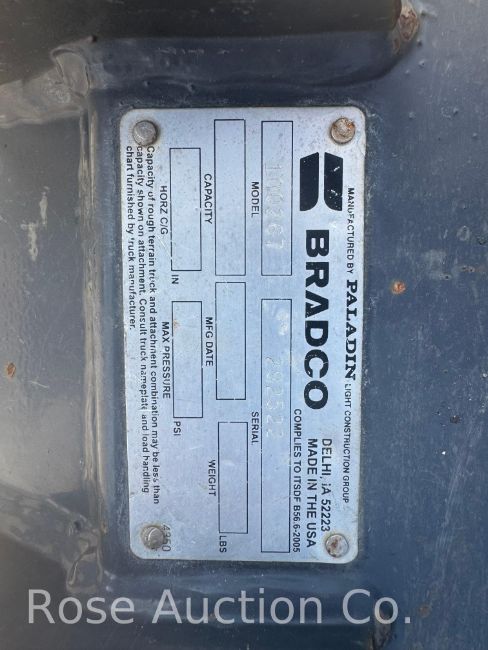 MANUFACTURED BY PALADIN LIGHT CONSTRUCTION GROUP
BRADCO
DELHI, IA 52223
MADE IN THE USA
COMPLIES TO ITSDF B56.6-2005
MODEL
SERIAL 292522
CAPACITY
MFG DATE
WEIGHT
LBS
HORZ C/G
IN
MAX PRESSURE
PSI
Capacity of rough terrain truck and attachment combination may be less than
capacity shown on attachment. Consult truck nameplate and load handling
chart furnished by truck manufacturer.
Rose Auction Co.